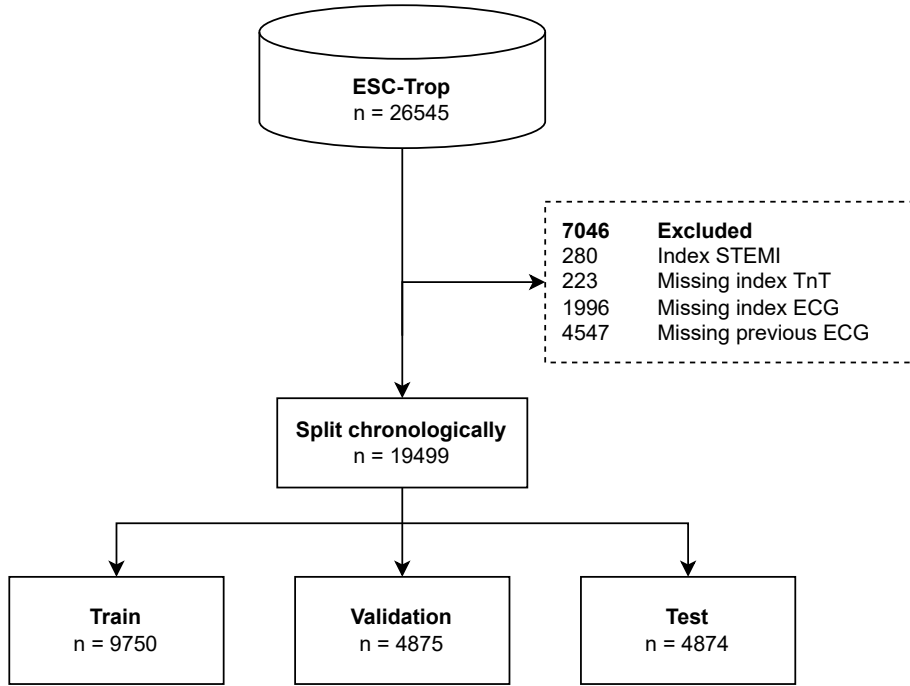 ESC-Trop
n = 26545
7046 Excluded
280 Index STEMI
223 Missing index TnT
1996 Missing index ECG
4547 Missing previous ECG
Split chronologically
n = 19499
Train
n = 9750
Validation
n = 4875
Test
n = 4874